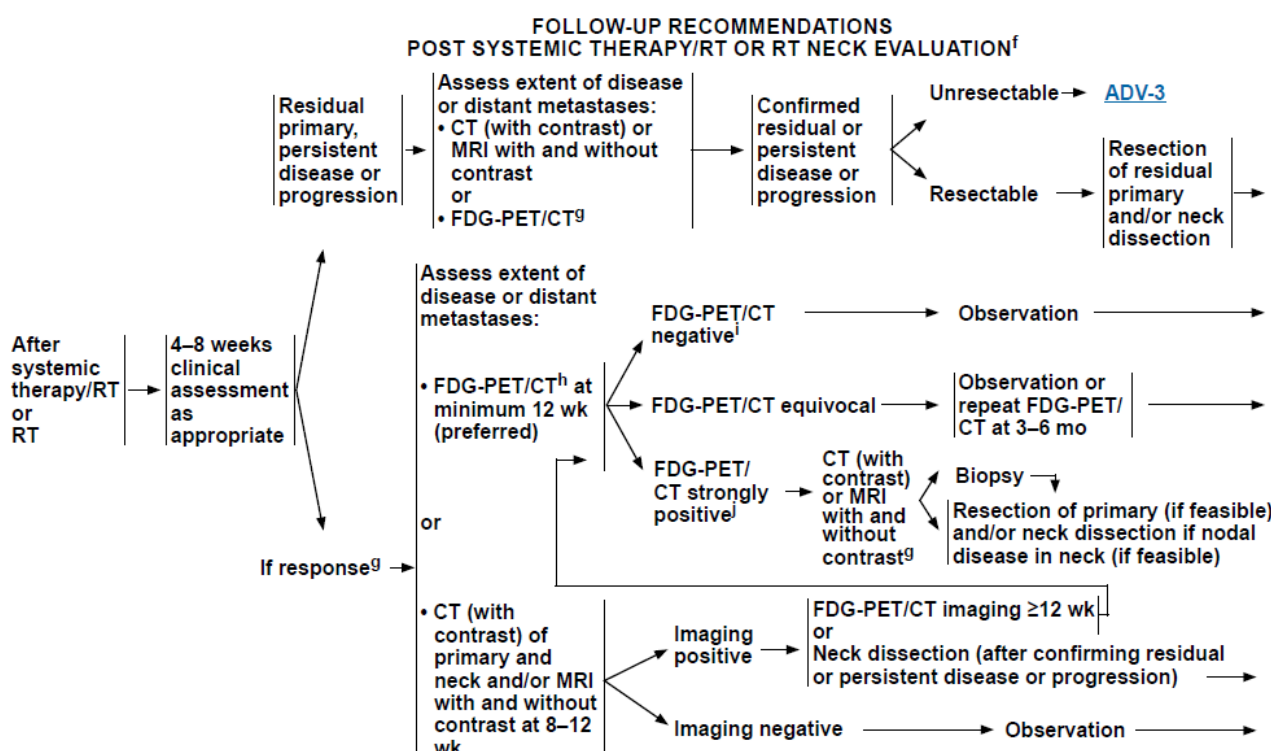 FOLLOW-UP RECOMMENDATIONS
POST SYSTEMIC THERAPY/RT OR RT NECK EVALUATIONf
After
systemic
therapy/RT
or
RT
4–8 weeks
clinical
assessment
as
appropriate
Residual
primary,
persistent
disease or
progression
Assess extent of disease
or distant metastases:
• CT (with contrast) or
MRI with and without
contrast
or
• FDG-PET/CTg
Confirmed
residual or
persistent
disease or
progression
Unresectable
ADV-3
Resectable
Resection
of residual
primary
and/or neck
dissection
If responseg
Assess extent of
disease or distant
metastases:
• FDG-PET/CTh at
minimum 12 wk
(preferred)
or
• CT (with
contrast) of
primary and
neck and/or MRI
with and without
contrast at 8–12
wk
FDG-PET/CT
negativei
Observation
FDG-PET/CT equivocal
Observation or
repeat FDG-PET/
CT at 3–6 mo
FDG-PET/
CT strongly
positivej
CT (with
contrast)
or MRI
with and
without
contrastg
Biopsy
Resection of primary (if feasible)
and/or neck dissection if nodal
disease in neck (if feasible)
Imaging
positive
FDG-PET/CT imaging ≥12 wk
or
Neck dissection (after confirming residual
or persistent disease or progression)
Imaging negative
Observation